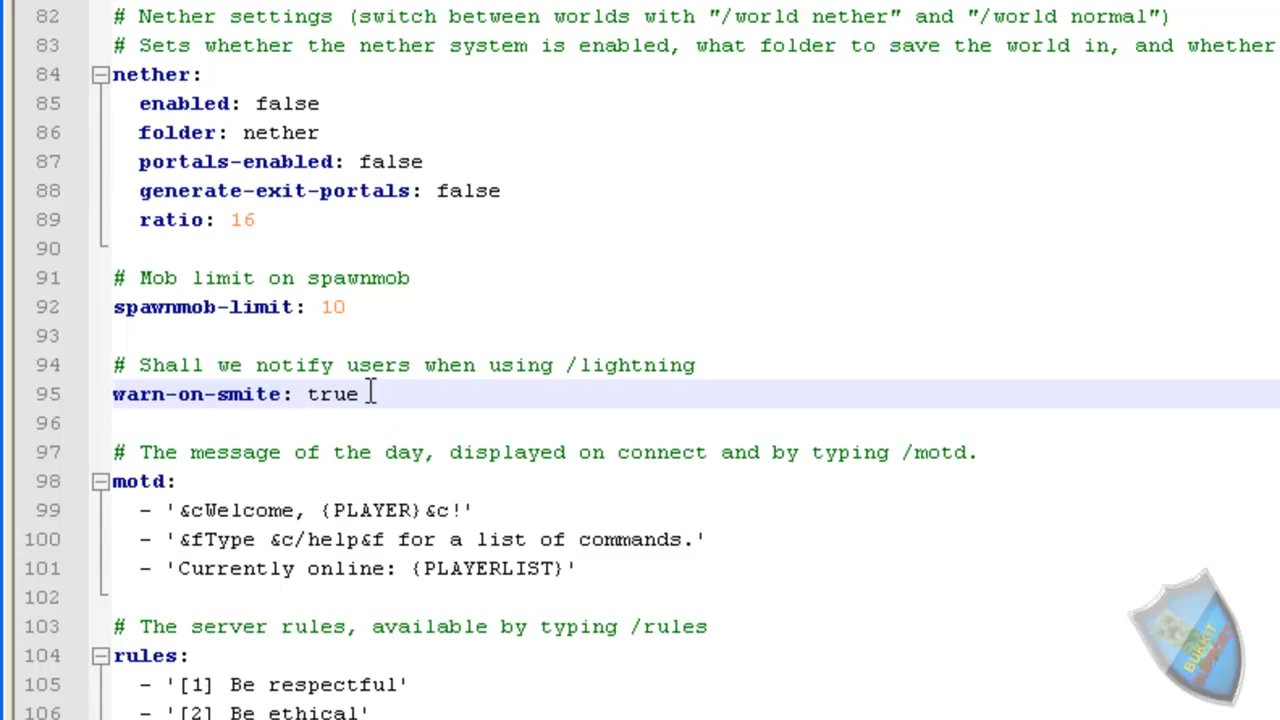 82 # Nether settings (switch between worlds with "/world nether" and "/world normal")
83 # Sets whether the nether system is enabled, what folder to save the world in, and whether
84 nether:
85 enabled: false
86 folder: nether
87 portals-enabled: false
88 generate-exit-portals: false
89 ratio: 16
90
91 # Mob limit on spawnmob
92 spawnmob-limit: 10
93
94 # Shall we notify users when using /lightning
95 warn-on-smite: true
96
97 # The message of the day, displayed on connect and by typing /motd.
98 motd:
99 - '&cWelcome, {PLAYER}&c!'
100 - '&fType &c/help&f for a list of commands.'
101 - 'Currently online: {PLAYERLIST}'
102
103 # The server rules, available by typing /rules
104 rules:
105 - '[1] Be respectful'
106 - '[2] Be ethical'
BUKKIT